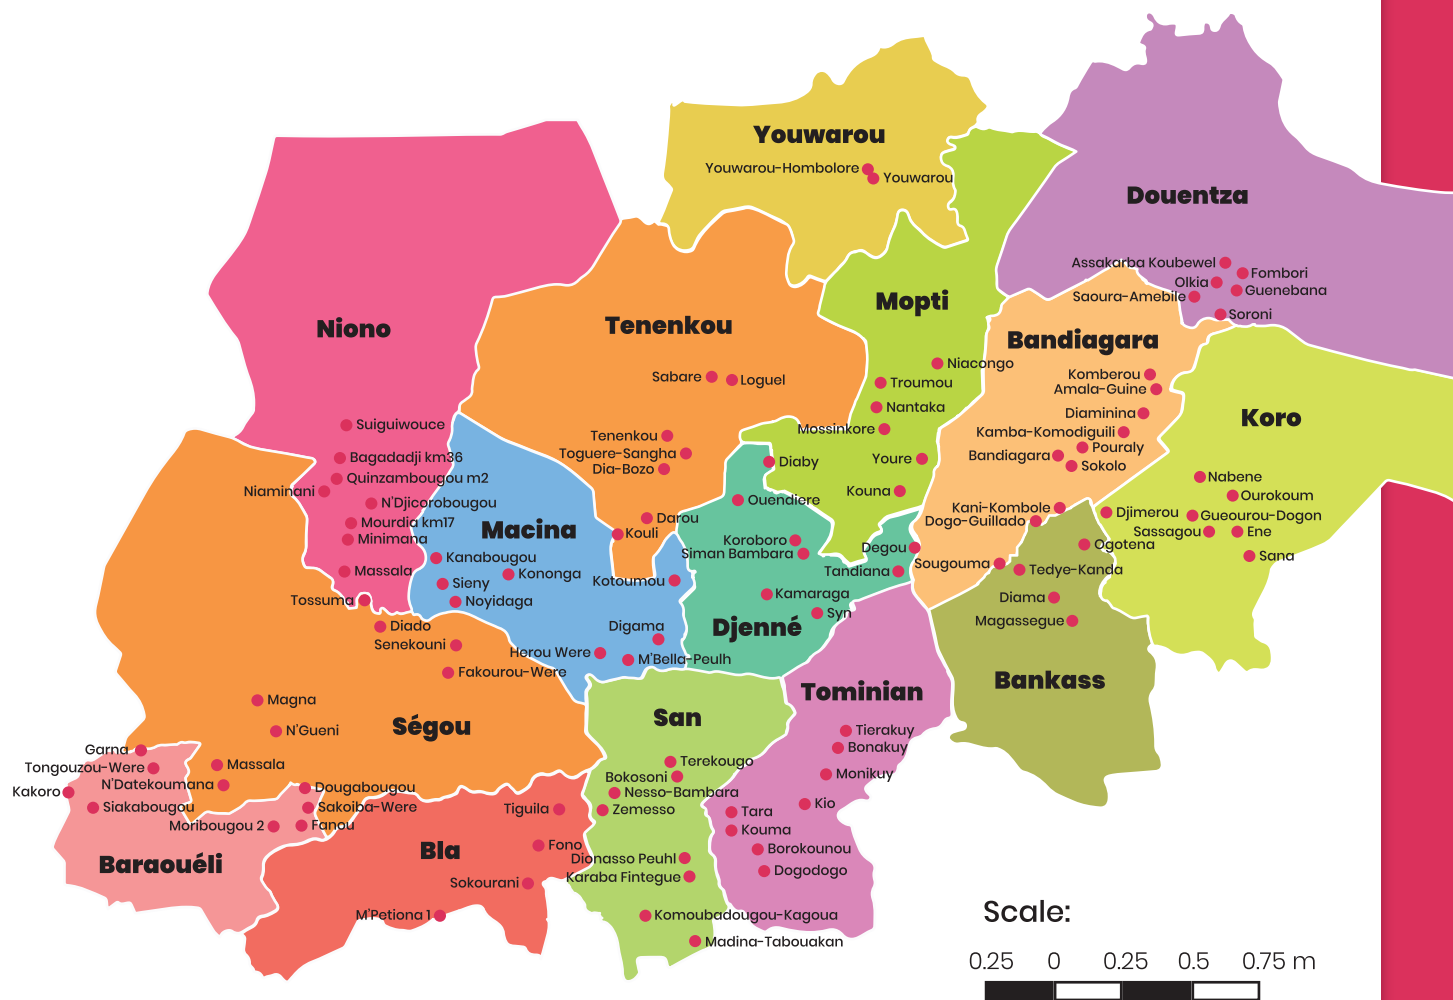 Youwarou
Youwarou-Hombolore
Youwarou
Douentza
Assakarba Koubewel
Fombori
Olkia
Guenebana
Saoura-Amebile
Soroni
Mopti
Niacongo
Troumou
Nantaka
Mossinkore
Youre
Kouna
Niono
Suiguiwouce
Bagadadji km36
Quinzambougou m2
Niaminani
N'Djicorobougou
Mourdia km17
Minimana
Massala
Tossuma
Tenenkou
Sabare
Loguel
Tenenkou
Toguere-Sangha
Dia-Bozo
Darou
Kouli
Bandiagara
Komberou
Amala-Guine
Diaminina
Kamba-Komodiguili
Pouraly
Bandiagara
Sokolo
Kani-Kombole
Dogo-Guillado
Sougouma
Koro
Nabene
Ourokoum
Djimerou
Gueourou-Dogon
Sassagou
Ene
Sana
Macina
Kanabougou
Kononga
Sieny
Noyidaga
Kotoumou
Digama
Herou Were
M'Bella-Peulh
Diaby
Ouendiere
Koroboro
Siman Bambara
Degou
Tandiana
Kamaraga
Syn
Djenné
Ogotena
Tedye-Kanda
Diama
Magassegue
Bankass
Diado
Senekouni
Fakourou-Were
Magna
N'Gueni
Ségou
Massala
N'Datekoumana
Dougabougou
Sakoiba-Were
Fanou
Garna
Tongouzou-Were
Kakoro
Siakabougou
Moribougou 2
Baraouéli
Bla
Tiguila
Fono
Sokourani
M'Petiona 1
San
Terekougo
Bokosoni
Nesso-Bambara
Zemesso
Dionasso Peuhl
Karaba Fintegue
Komoubadougou-Kagoua
Madina-Tabouakan
Tominian
Tierakuy
Bonakuy
Monikuy
Kio
Tara
Kouma
Borokounou
Dogodogo
Scale:
0.25 0 0.25 0.5 0.75 m